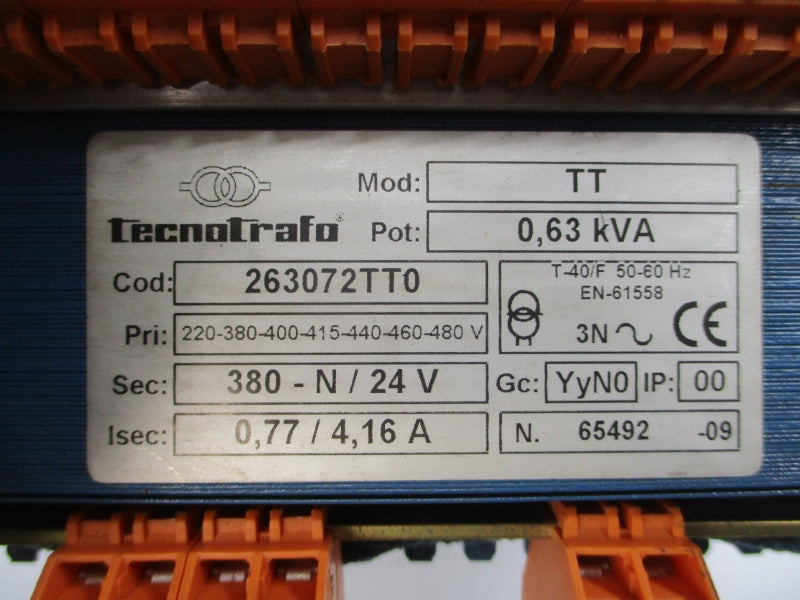 Mod: TT
tecnotrafo® Pot: 0,63 kVA
Cod: 263072TT0
T-40/F 50-60 Hz
EN-61558
3N CE
Pri: 220-380-400-415-440-460-480 V
Sec: 380 - N / 24 V
Gc: YyN0 IP: 00
Isec: 0,77 / 4,16 A
N. 65492 -09